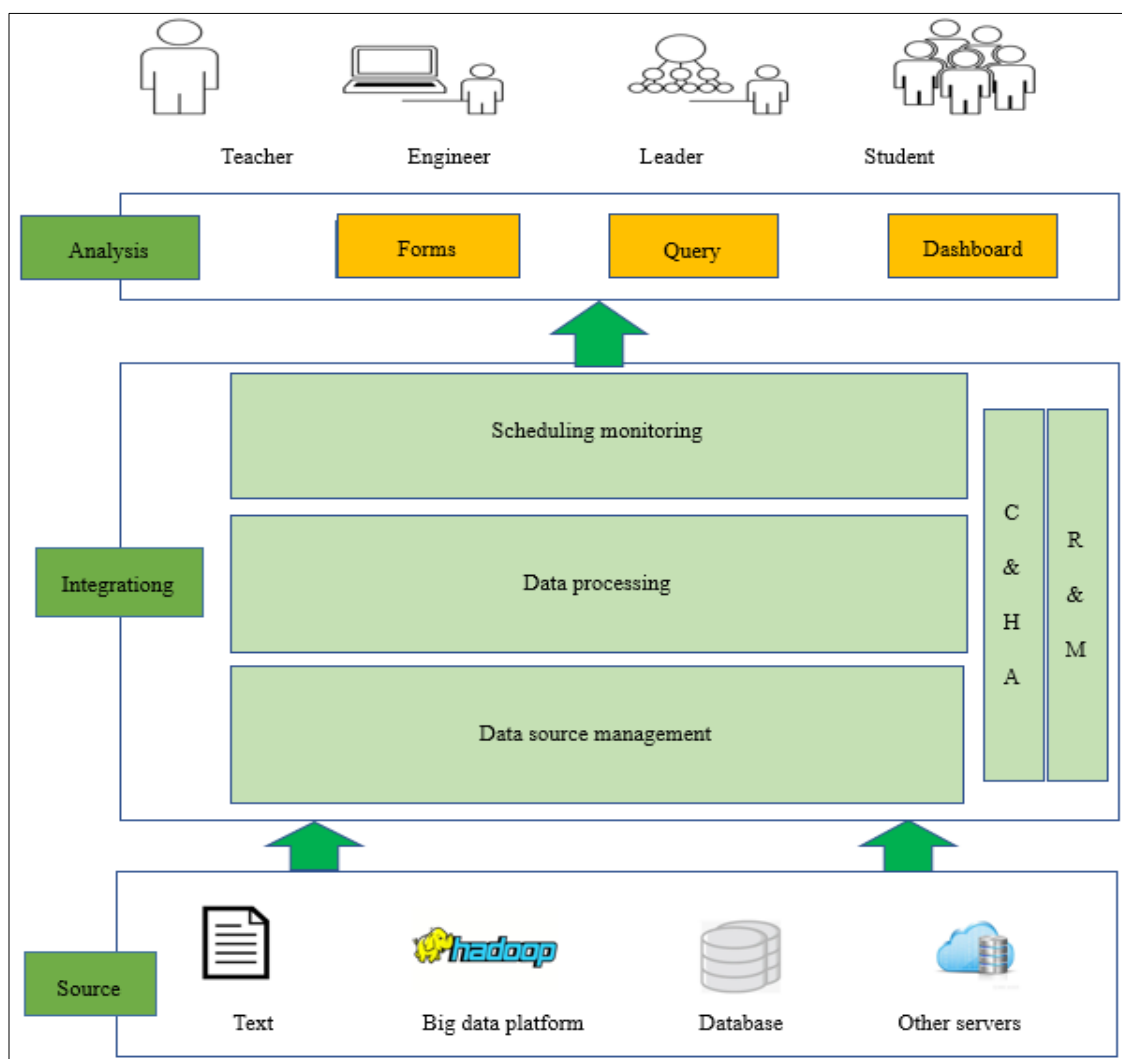 Teacher
Engineer
Leader
Student
Analysis
Forms
Query
Dashboard
Scheduling monitoring
Integrationg
Data processing
Data source management
C
&
H
A
R
&
M
Source
hadoop
Text
Big data platform
Database
Other servers